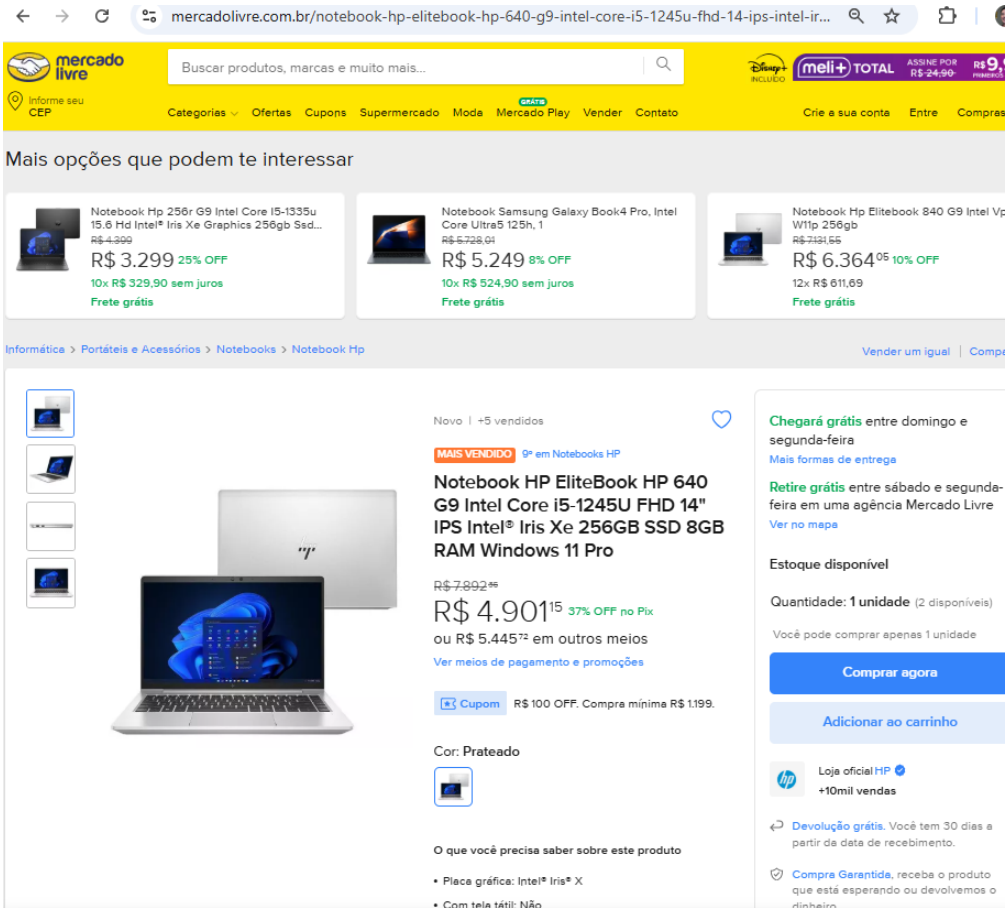 mercadolivre.com.br/notebook-hp-elitebook-hp-640-g9-intel-core-i5-1245u-fhd-14-ips-intel-ir...
mercado
livre
Buscar produtos, marcas e muito mais...
Disney+
INCLUÍDO
meli+ TOTAL
ASSINE POR
R$ 24,90
R$9,
Informe seu
CEP
Categorias
Ofertas
Cupons
Supermercado
Moda
GRÁTIS
Mercado Play
Vender
Contato
Crie a sua conta
Entre
Compras
Mais opções que podem te interessar
Notebook Hp 256r G9 Intel Core I5-1335u
15.6 Hd Intel® Iris Xe Graphics 256gb Ssd...
R$ 4.399
R$ 3.299 25% OFF
10x R$ 329,90 sem juros
Frete grátis
Notebook Samsung Galaxy Book4 Pro, Intel
Core Ultra5 125h, 1
R$ 5.728,01
R$ 5.249 8% OFF
10x R$ 524,90 sem juros
Frete grátis
Notebook Hp Elitebook 840 G9 Intel Vp
W11p 256gb
R$ 7.131,55
R$ 6.364 05 10% OFF
12x R$ 611,69
Frete grátis
Informática > Portáteis e Acessórios > Notebooks > Notebook Hp
Vender um igual | Compa
Novo | +5 vendidos
MAIS VENDIDO 9º em Notebooks HP
Notebook HP EliteBook HP 640
G9 Intel Core i5-1245U FHD 14"
IPS Intel® Iris Xe 256GB SSD 8GB
RAM Windows 11 Pro
R$ 7.892
R$ 4.901 15 37% OFF no Pix
ou R$ 5.445 72 em outros meios
Ver meios de pagamento e promoções
Cupom R$ 100 OFF. Compra mínima R$ 1.199.
Cor: Prateado
O que você precisa saber sobre este produto
• Placa gráfica: Intel® Iris® X
• Com tela tátil: Não
Chegará grátis entre domingo e
segunda-feira
Mais formas de entrega
Retire grátis entre sábado e segunda-
feira em uma agência Mercado Livre
Ver no mapa
Estoque disponível
Quantidade: 1 unidade (2 disponíveis)
Você pode comprar apenas 1 unidade
Comprar agora
Adicionar ao carrinho
hp
Loja oficial HP
+10mil vendas
Devolução grátis. Você tem 30 dias a
partir da data de recebimento.
Compra Garantida, receba o produto
que está esperando ou devolvemos o
dinheiro.